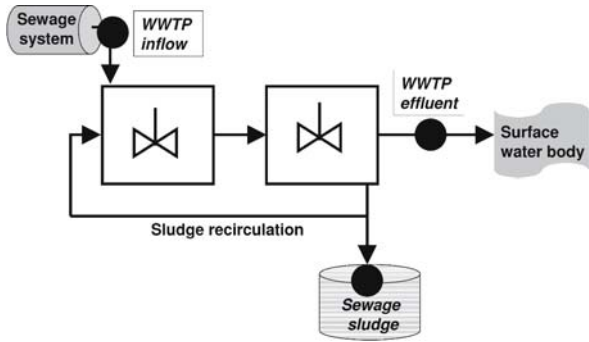 Sewage
system
WWTP
inflow
WWTP
effluent
Surface
water body
Sludge recirculation
Sewage
sludge